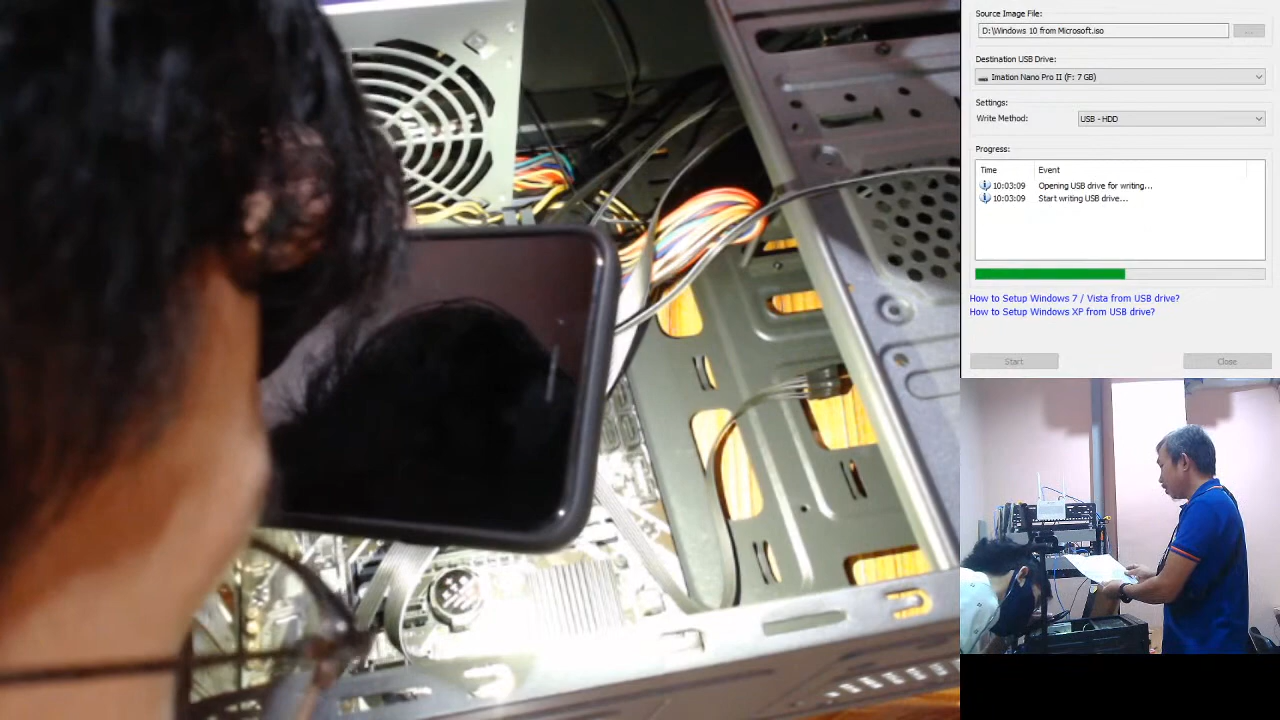 Source Image File:
D:\Windows 10 from Microsoft.iso
...
Destination USB Drive:
Imation Nano Pro II (F: 7 GB)
Settings:
Write Method:
USB - HDD
Progress:
Time Event
10:03:09 Opening USB drive for writing...
10:03:09 Start writing USB drive...
How to Setup Windows 7 / Vista from USB drive?
How to Setup Windows XP from USB drive?
Start Close